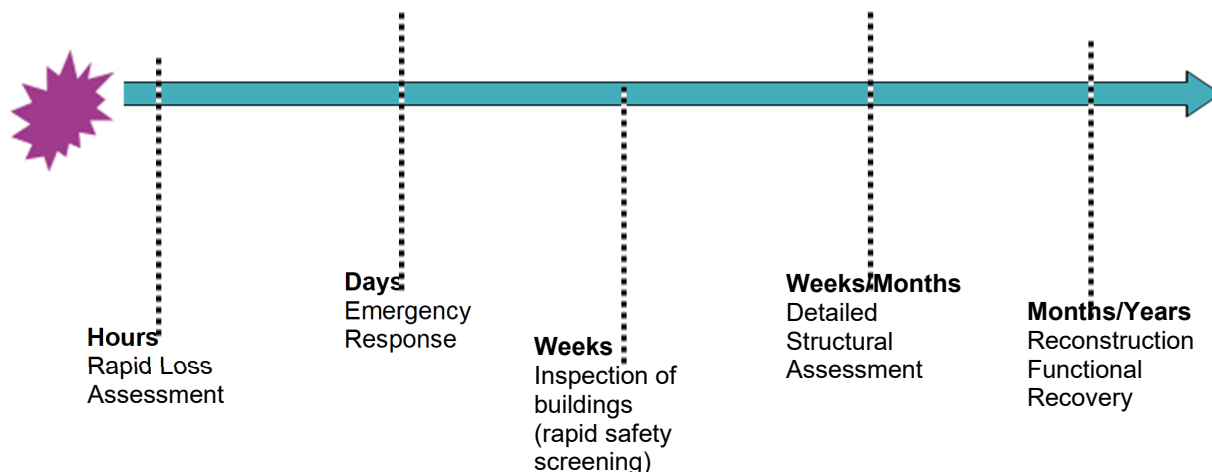 Hours
Rapid Loss
Assessment
Days
Emergency
Response
Weeks
Inspection of
buildings
(rapid safety
screening)
Weeks/Months
Detailed
Structural
Assessment
Months/Years
Reconstruction
Functional
Recovery